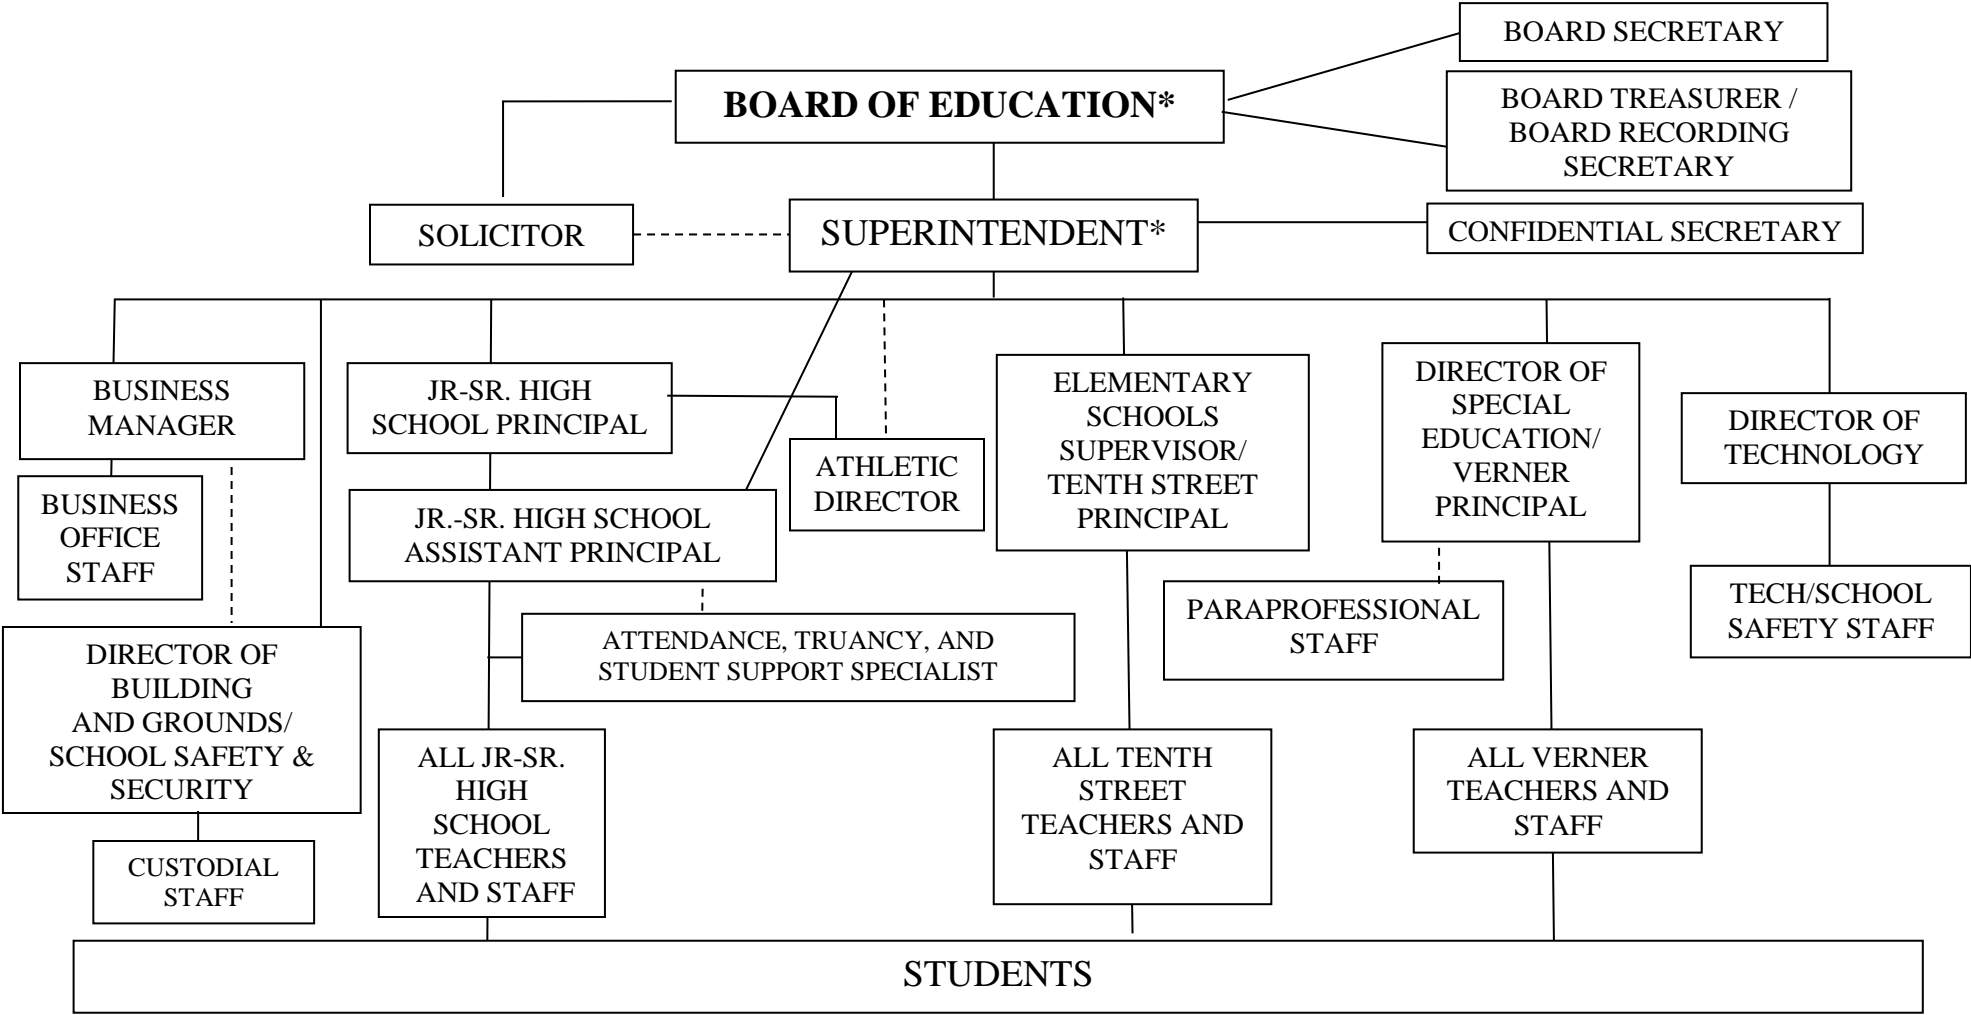 BOARD SECRETARY
BOARD OF EDUCATION*
BOARD TREASURER /
BOARD RECORDING
SECRETARY
SOLICITOR
SUPERINTENDENT*
CONFIDENTIAL SECRETARY
BUSINESS
MANAGER
JR-SR. HIGH
SCHOOL PRINCIPAL
ATHLETIC
DIRECTOR
ELEMENTARY
SCHOOLS
SUPERVISOR/
TENTH STREET
PRINCIPAL
DIRECTOR OF
SPECIAL
EDUCATION/
VERNER
PRINCIPAL
DIRECTOR OF
TECHNOLOGY
BUSINESS
OFFICE
STAFF
JR.-SR. HIGH SCHOOL
ASSISTANT PRINCIPAL
PARAPROFESSIONAL
STAFF
TECH/SCHOOL
SAFETY STAFF
ATTENDANCE, TRUANCY, AND
STUDENT SUPPORT SPECIALIST
DIRECTOR OF
BUILDING
AND GROUNDS/
SCHOOL SAFETY &
SECURITY
ALL JR-SR.
HIGH
SCHOOL
TEACHERS
AND STAFF
ALL TENTH
STREET
TEACHERS AND
STAFF
ALL VERNER
TEACHERS AND
STAFF
CUSTODIAL
STAFF
STUDENTS